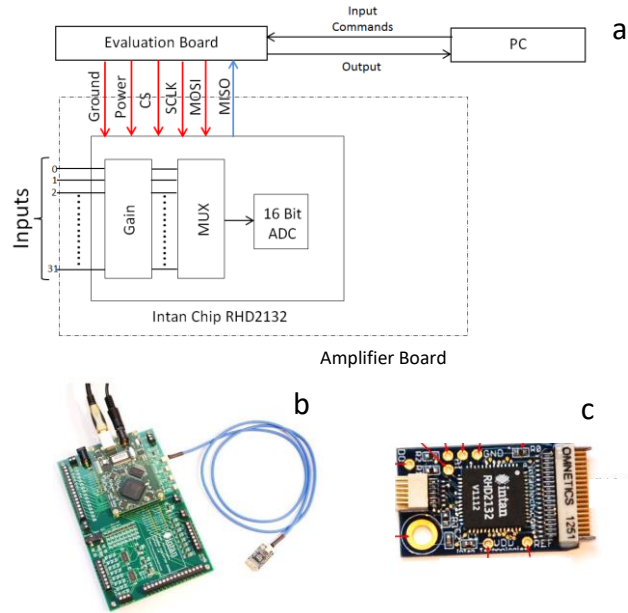 a
Input
Commands
Evaluation Board
PC
Output
Ground
Power
CS
SCLK
MOSI
MISO
Inputs
0
1
2
31
Gain
MUX
16 Bit
ADC
Intan Chip RHD2132
Amplifier Board
b
c
GND
R0
intan
RHD2132
VDD
REF
OMNETICS 1251